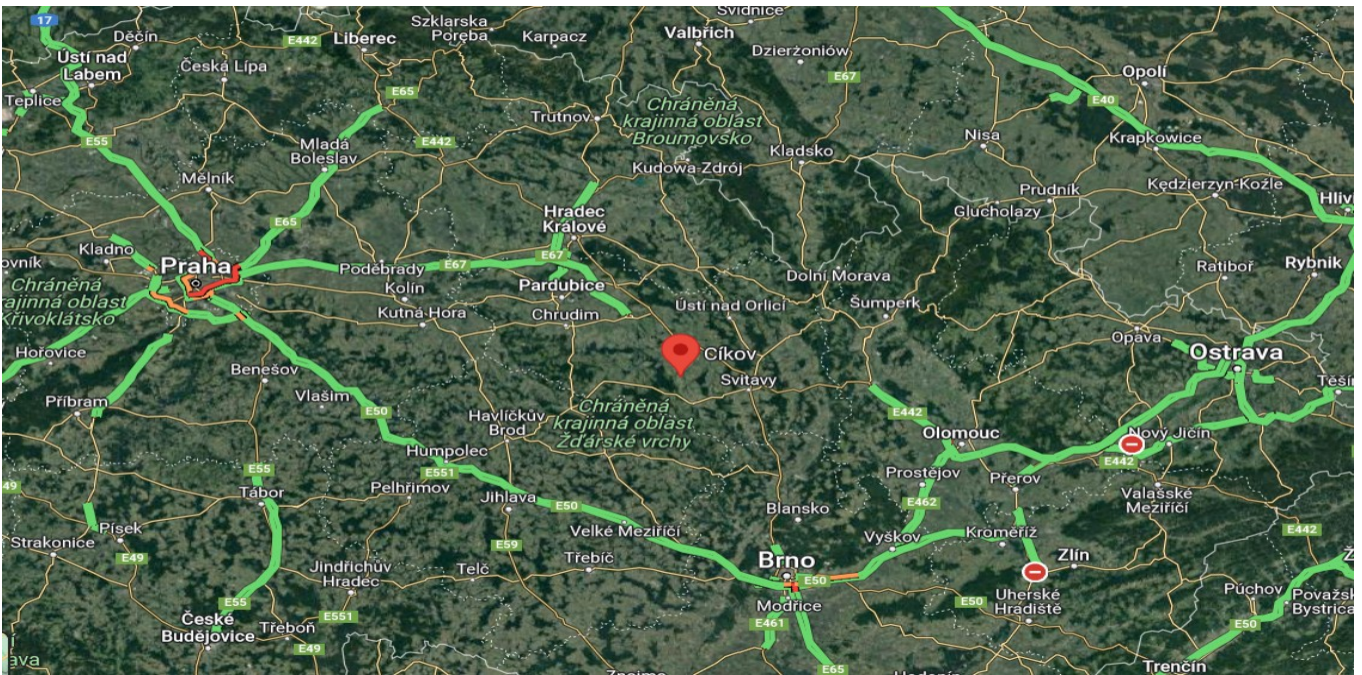 17
Děčín
E442
Liberec
Szklarska
Poręba
Karpacz
Svidnice
Valbřich
Dzierżoniów
E67
Opolí
E40
Ústí nad
Labem
Česká Lípa
E65
Teplice
E55
Trutnov
Chráněná
krajinná oblast
Broumovsko
Nisa
Krapkowice
Mladá
Boleslav
E442
Kladsko
Kudowa-Zdrój
Mělník
Prudník
Kędzierzyn-Koźle
Głuchołazy
E65
Hradec
Králové
Kladno
Praha
Poděbrady
E67
E67
Kolín
Pardubice
Dolní Morava
Ratiboř
Rybnik
Chráněná
krajinná oblast
Křivoklátsko
Kutná Hora
Chrudim
Ústí nad Orlicí
Šumperk
Opava
Ostrava
Hořovice
Cíkov
Benešov
Svitavy
Příbram
Vlašim
E50
Havlíčkův
Brod
Chráněná
krajinná oblast
Žďárské vrchy
E442
Olomouc
Nový Jičín
E442
Humpolec
E551
E55
Tábor
Pelhřimov
Jihlava
E50
Prostějov
Přerov
E462
Valašské
Meziříčí
49
Blansko
Písek
Strakonice
E49
Velké Meziříčí
Vyškov
Kroměříž
E442
E59
Třebíč
Brno
E50
Zlín
Jindřichův
Hradec
Telč
Modřice
E50
Uherské
Hradiště
Púchov
Považsk
Bystrica
E55
E551
České
Budějovice
Třeboň
E49
E461
E50
E65
Trenčín